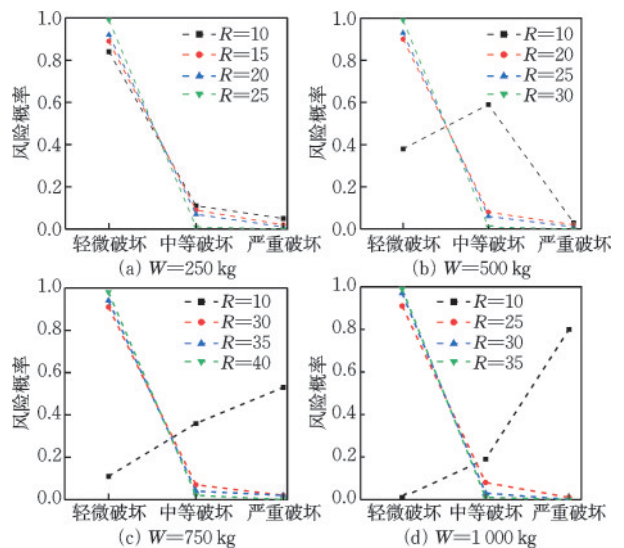 1.0
0.8
0.6
0.4
0.2
0.0
风险概率
R=10
R=15
R=20
R=25
轻微破坏 中等破坏 严重破坏
(a) W=250 kg
1.0
0.8
0.6
0.4
0.2
0.0
风险概率
R=10
R=20
R=25
R=30
轻微破坏 中等破坏 严重破坏
(b) W=500 kg
1.0
0.8
0.6
0.4
0.2
0.0
风险概率
R=10
R=30
R=35
R=40
轻微破坏 中等破坏 严重破坏
(c) W=750 kg
1.0
0.8
0.6
0.4
0.2
0.0
风险概率
R=10
R=25
R=30
R=35
轻微破坏 中等破坏 严重破坏
(d) W=1 000 kg